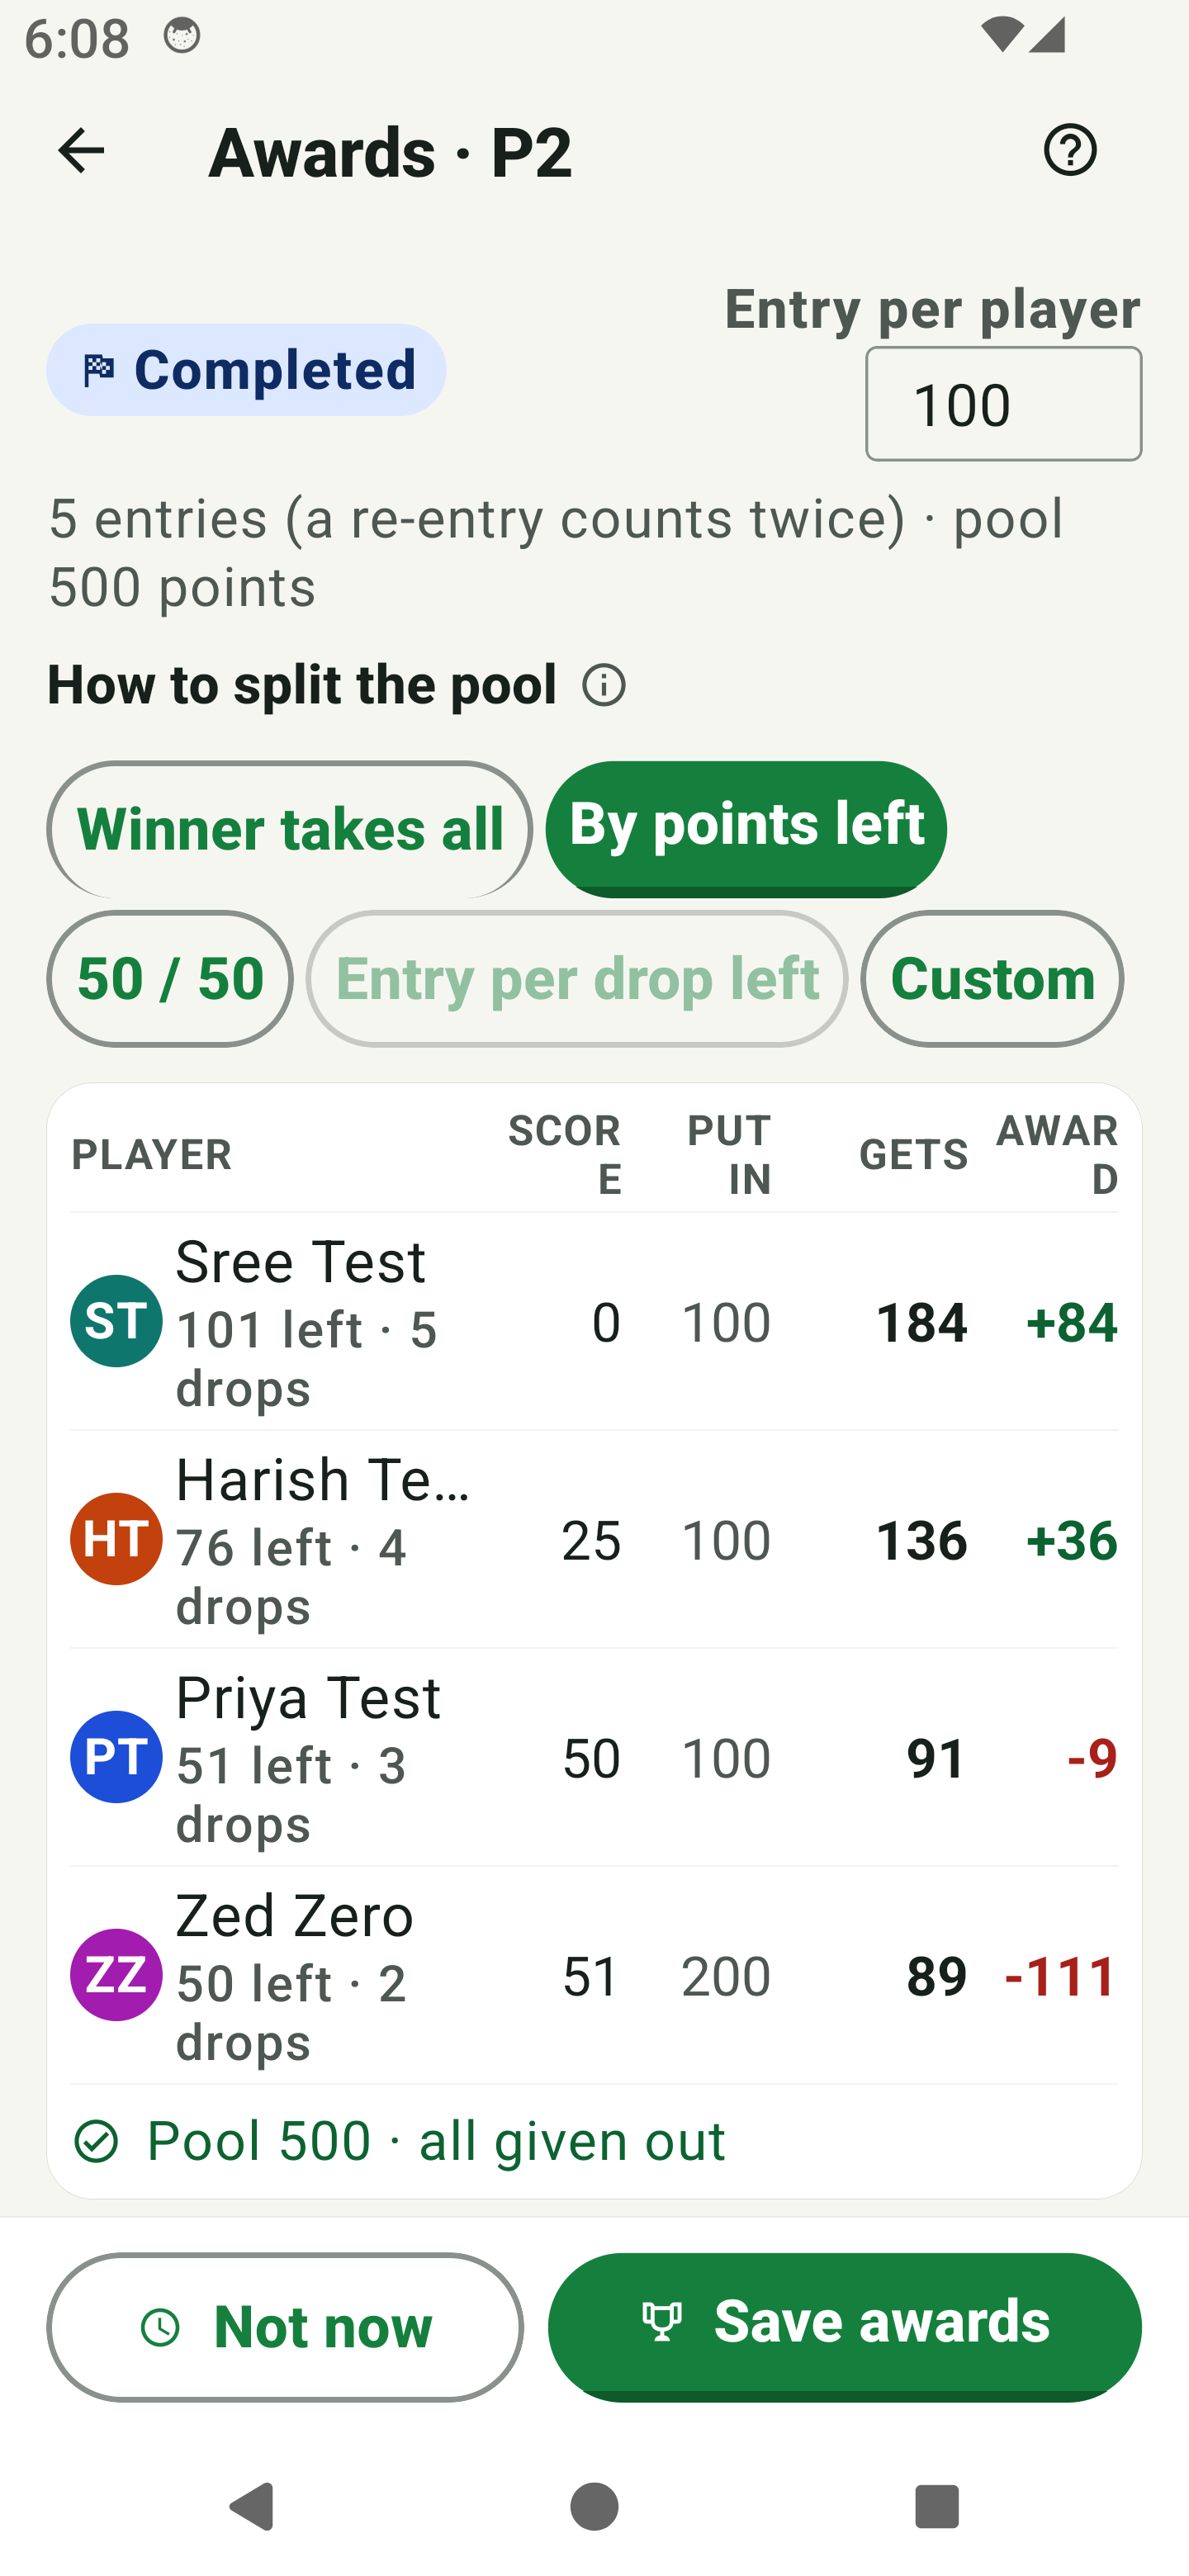 6:08
Awards · P2
Entry per player
Completed
100
5 entries (a re-entry counts twice) · pool
500 points
How to split the pool
Winner takes all
By points left
50 / 50
Entry per drop left
Custom
PLAYER SCOR PUT GETS AWAR
E IN D
ST Sree Test
101 left · 5 0 100 184 +84
drops
HT Harish Te…
76 left · 4 25 100 136 +36
drops
PT Priya Test
51 left · 3 50 100 91 -9
drops
ZZ Zed Zero
50 left · 2 51 200 89 -111
drops
Pool 500 · all given out
Not now
Save awards